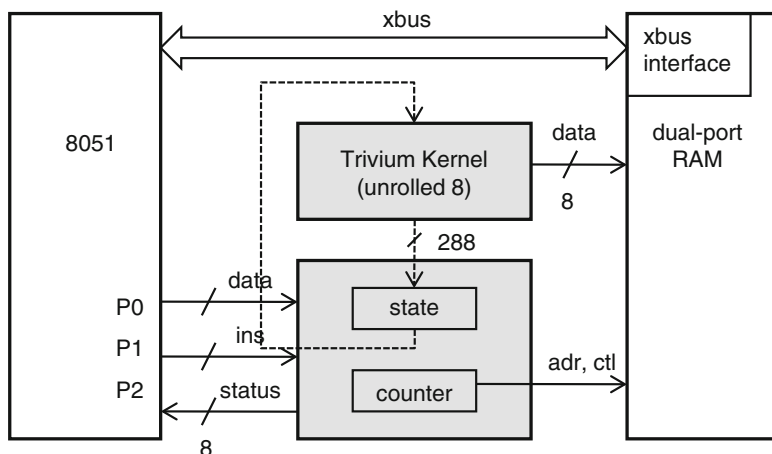 xbus
xbus
interface
8051
Trivium Kernel
(unrolled 8)
data
8
dual-port
RAM
288
P0
data
state
P1
ins
P2
status
8
counter
adr, ctl